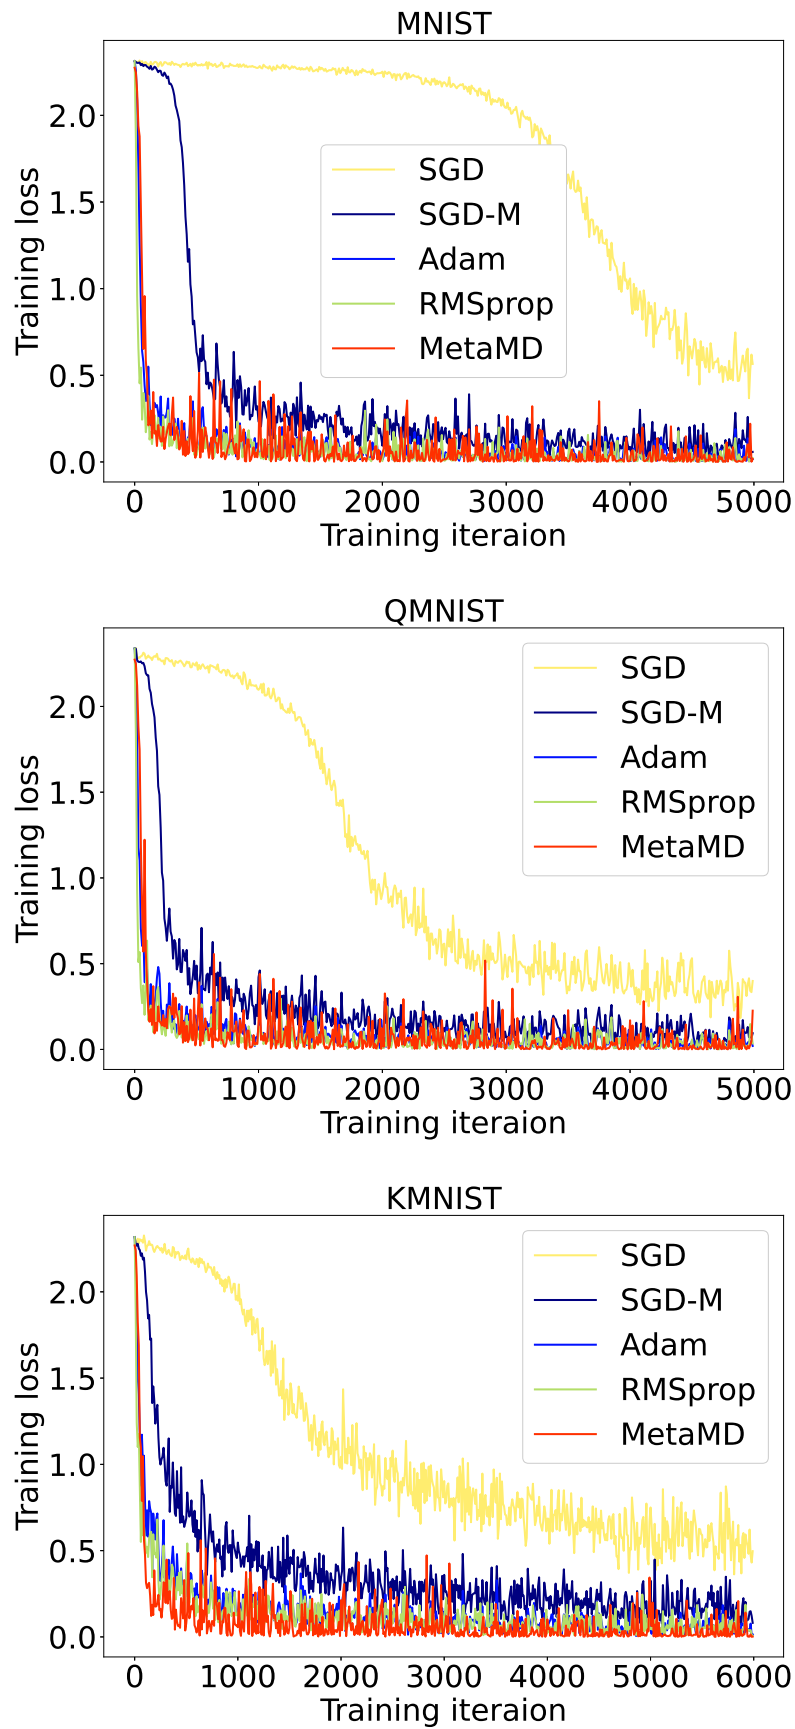 MNIST
Training loss
2.0
1.5
1.0
0.5
0.0
SGD
SGD-M
Adam
RMSprop
MetaMD
0 1000 2000 3000 4000 5000
Training iteraion
QMNIST
Training loss
2.0
1.5
1.0
0.5
0.0
SGD
SGD-M
Adam
RMSprop
MetaMD
0 1000 2000 3000 4000 5000
Training iteraion
KMNIST
Training loss
2.0
1.5
1.0
0.5
0.0
SGD
SGD-M
Adam
RMSprop
MetaMD
0 1000 2000 3000 4000 5000 6000
Training iteraion